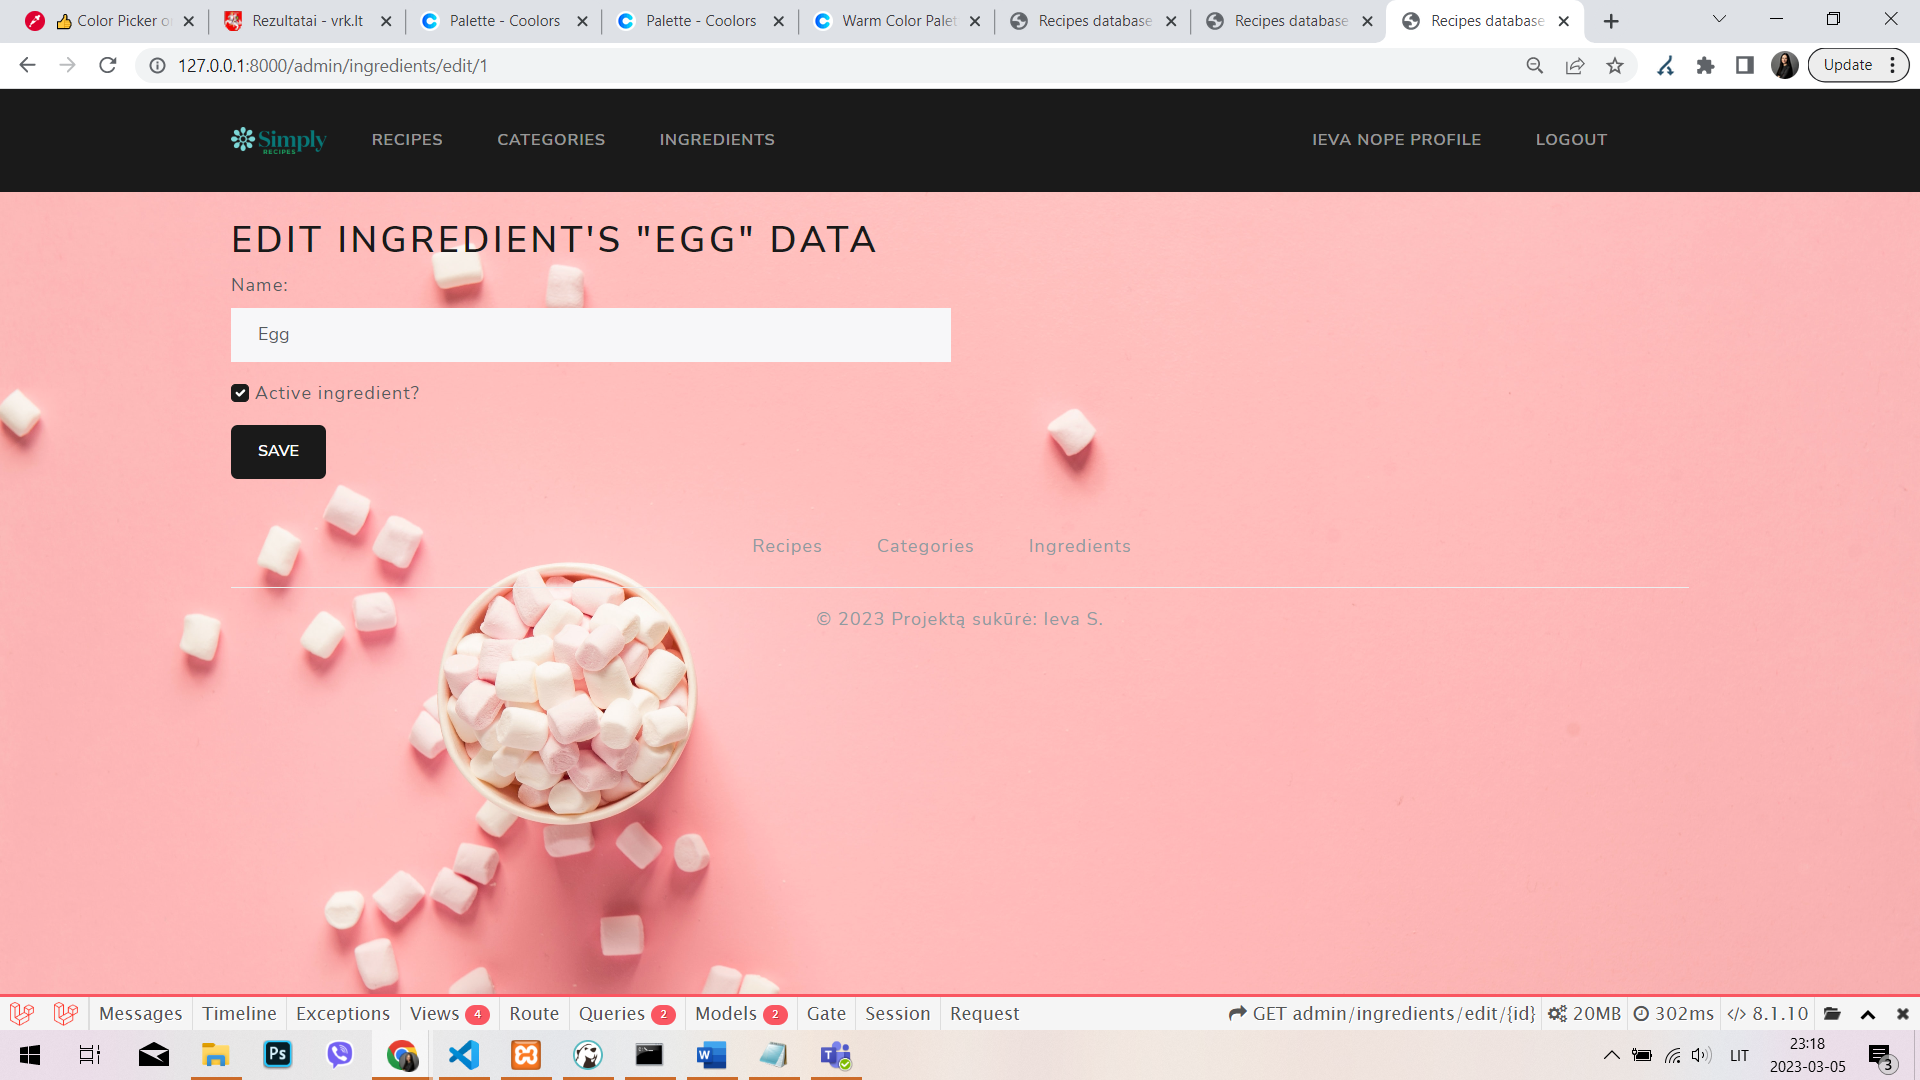 👍 Color Picker o
Rezultatai - vrk.lt
Palette - Coolors
Palette - Coolors
Warm Color Palet
Recipes database
Recipes database
Recipes database
127.0.0.1:8000/admin/ingredients/edit/1
Update
Simply
RECIPES
RECIPES
CATEGORIES
INGREDIENTS
IEVA NOPE PROFILE
LOGOUT
EDIT INGREDIENT'S "EGG" DATA
Name:
Egg
Active ingredient?
SAVE
Recipes
Categories
Ingredients
© 2023 Projektą sukūrė: Ieva S.
Messages
Timeline
Exceptions
Views 4
Route
Queries 2
Models 2
Gate
Session
Request
GET admin/ingredients/edit/{id}
20MB
302ms
</> 8.1.10
Ps
W
T
LIT
23:18
2023-03-05
3